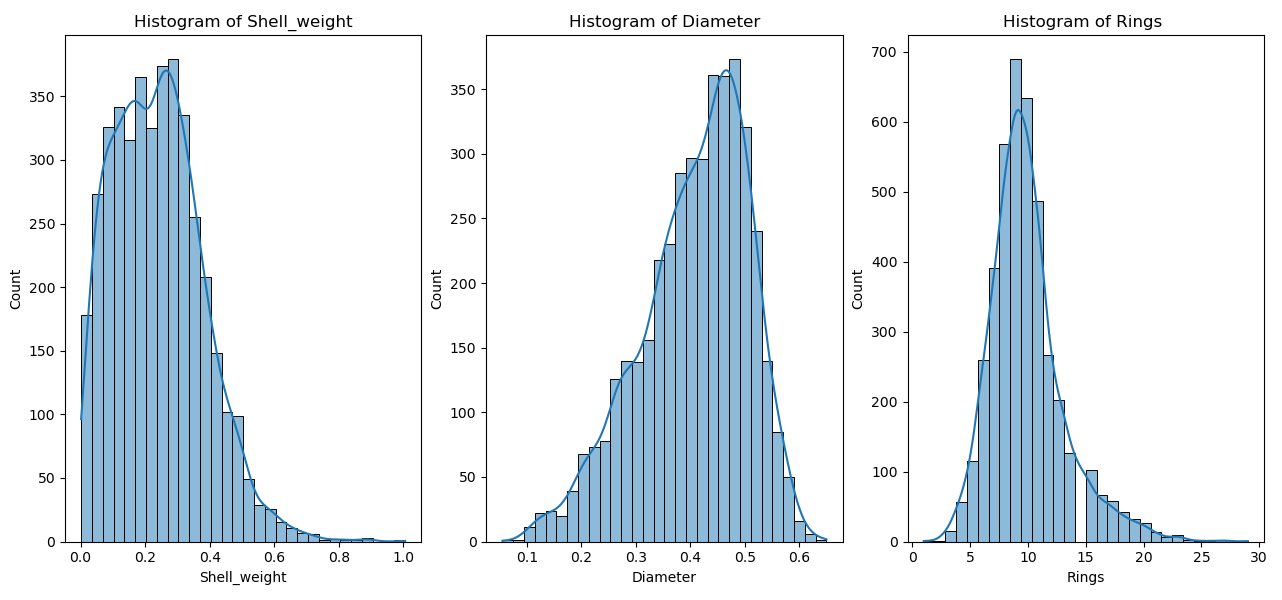 Histogram of Shell_weight
Count
350
300
250
200
150
100
50
0
0.0 0.2 0.4 0.6 0.8 1.0
Shell_weight
Histogram of Diameter
Count
350
300
250
200
150
100
50
0
0.1 0.2 0.3 0.4 0.5 0.6
Diameter
Histogram of Rings
Count
700
600
500
400
300
200
100
0
0 5 10 15 20 25 30
Rings